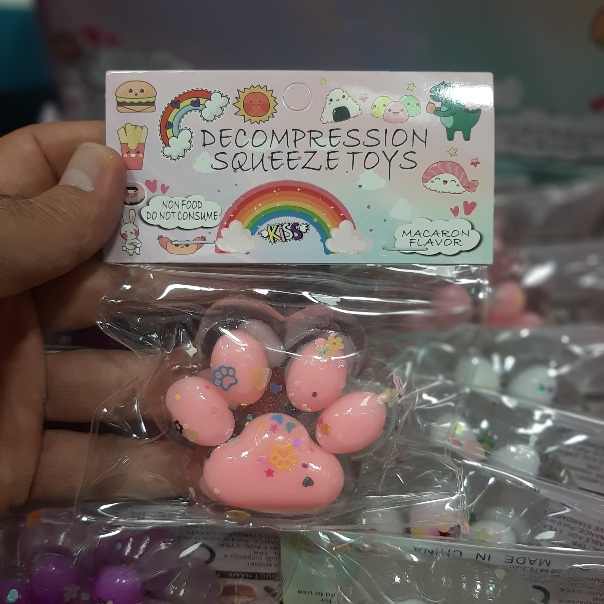 DECOMPRESSION
SQUEEZE TOYS
NON FOOD
DO NOT CONSUME
KISS
MACARON
FLAVOR
MADE IN CHINA